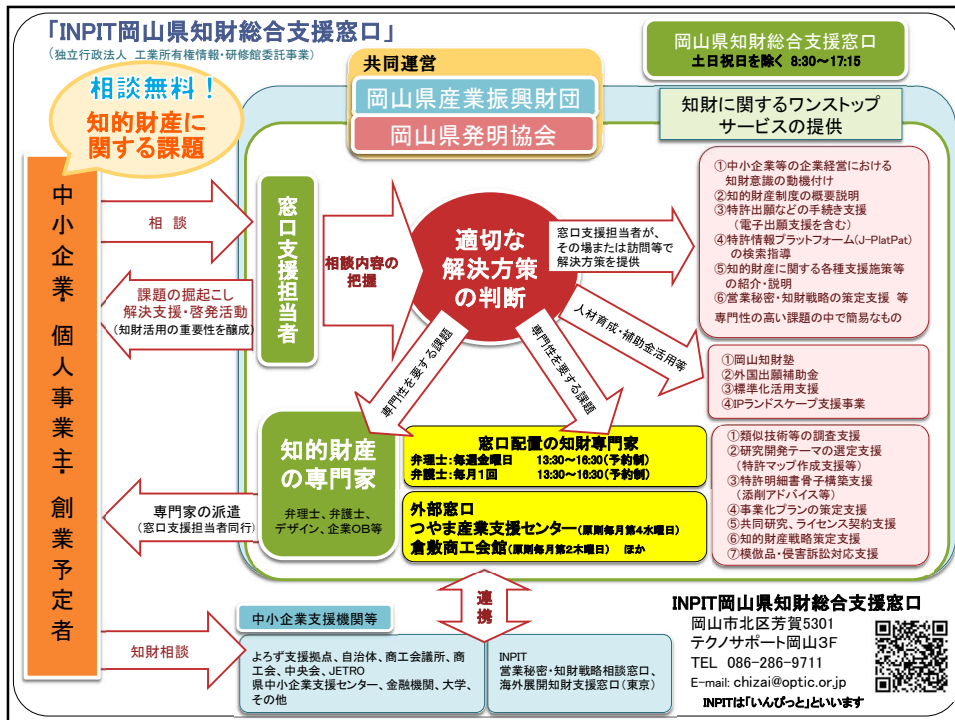 「INPIT岡山県知財総合支援窓口」
（独立行政法人 工業所有権情報・研修館委託事業）
共同運営
岡山県産業振興財団
岡山県発明協会
岡山県知財総合支援窓口
土日祝日を除く 8:30～17:15
相談無料！
知的財産に
関する課題
知財に関するワンストップ
サービスの提供
中小企業・個人事業主・創業予定者
相 談
課題の掘起こし
解決支援・啓発活動
（知財活用の重要性を醸成）
窓口支援担当者
相談内容の
把握
適切な
解決方策
の判断
窓口支援担当者が、
その場または訪問等で
解決方策を提供
①中小企業等の企業経営における
知財意識の動機付け
②知的財産制度の概要説明
③特許出願などの手続き支援
（電子出願支援を含む）
④特許情報プラットフォーム(J-PlatPat)
の検索指導
⑤知的財産に関する各種支援施策等
の紹介・説明
⑥営業秘密・知財戦略の策定支援 等
専門性の高い課題の中で簡易なもの
人材育成・補助金活用等
①岡山知財塾
②外国出願補助金
③標準化活用支援
④IPランドスケープ支援事業
専門性を要する課題
専門性を要する課題
知的財産
の専門家
弁理士、弁護士、
デザイン、企業OB等
専門家の派遣
（窓口支援担当者同行）
窓口配置の知財専門家
弁理士：毎週金曜日 13:30～16:30(予約制)
弁護士：毎月1回 13:30～16:30(予約制)
外部窓口
つやま産業支援センター(原則毎月第4水曜日)
倉敷商工会館(原則毎月第2木曜日) ほか
①類似技術等の調査支援
②研究開発テーマの選定支援
（特許マップ作成支援等）
③特許明細書骨子構築支援
（添削アドバイス等）
④事業化プランの策定支援
⑤共同研究、ライセンス契約支援
⑥知的財産戦略策定支援
⑦模倣品・侵害訴訟対応支援
連携
知財相談
中小企業支援機関等
よろず支援拠点、自治体、商工会議所、商
工会、中央会、JETRO
県中小企業支援センター、金融機関、大学、
その他
INPIT
営業秘密・知財戦略相談窓口、
海外展開知財支援窓口（東京）
INPIT岡山県知財総合支援窓口
岡山市北区芳賀5301
テクノサポート岡山３F
TEL 086-286-9711
E-mail: chizai@optic.or.jp
INPITは「いんぴっと」といいます